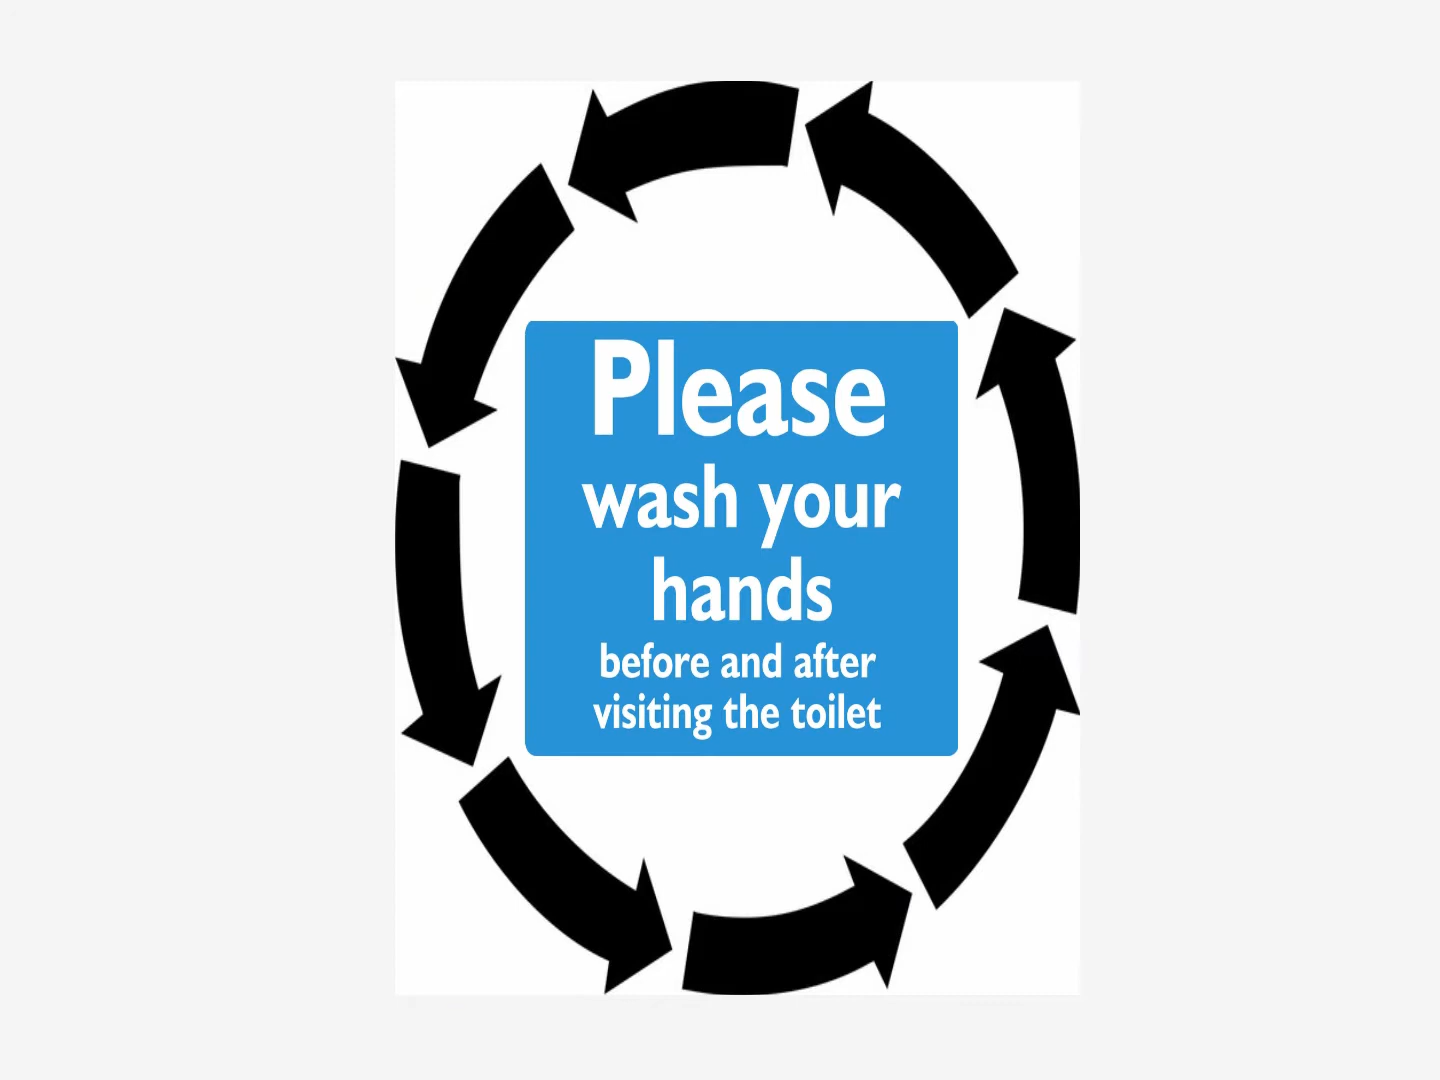 Please
wash your
hands
before and after
visiting the toilet